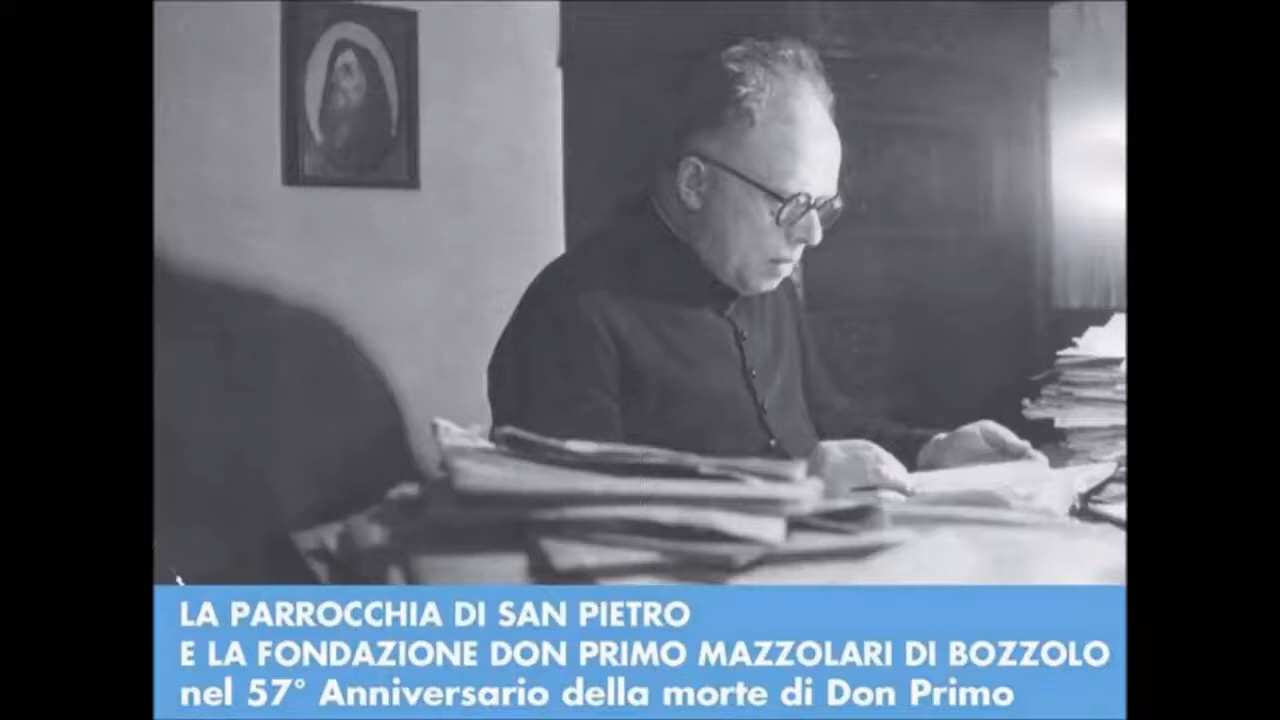 LA PARROCCHIA DI SAN PIETRO
E LA FONDAZIONE DON PRIMO MAZZOLARI DI BOZZOLO
nel 57° Anniversario della morte di Don Primo